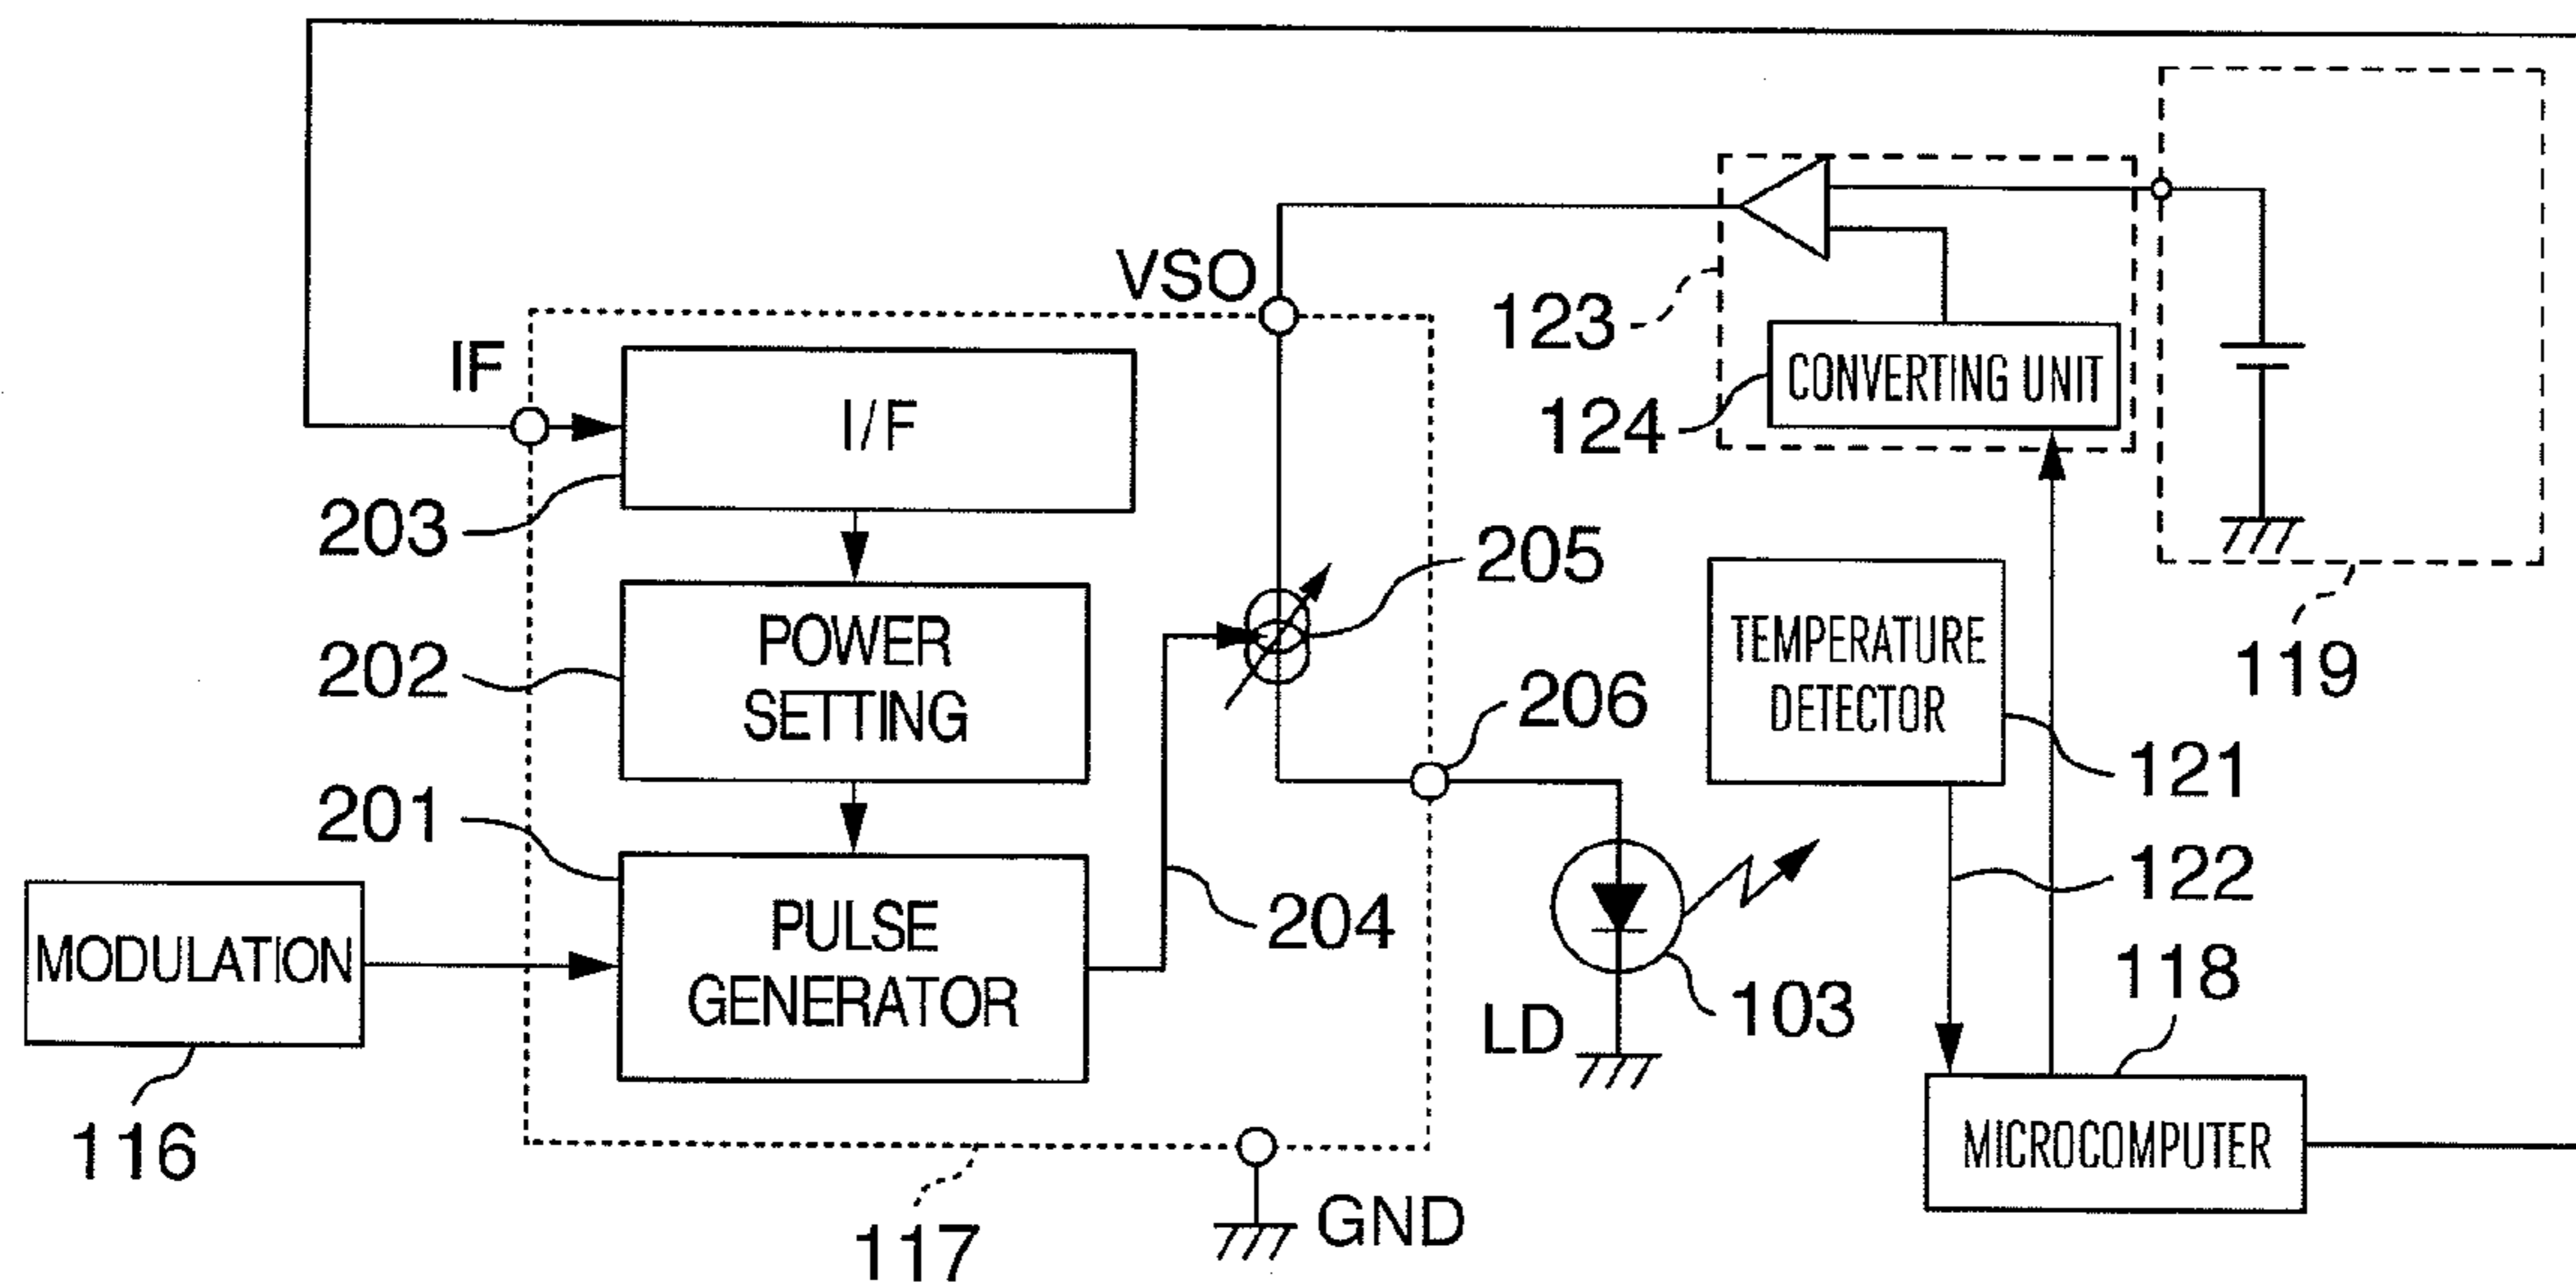 VSO
123
CONVERTING UNIT
124
119
IF
I/F
203
POWER
SETTING
202
205
206
TEMPERATURE
DETECTOR
121
201
PULSE
GENERATOR
204
122
MODULATION
116
LD
103
118
MICROCOMPUTER
117
GND